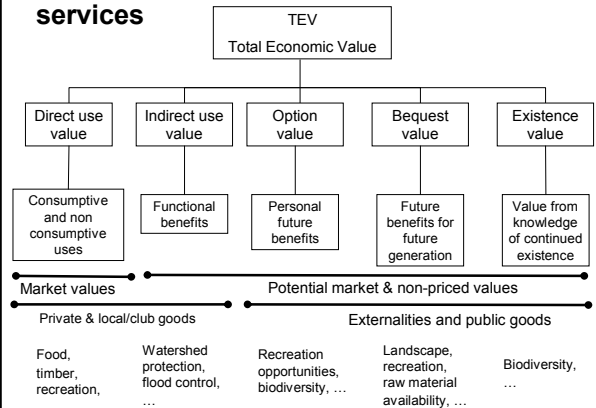 services
TEV
Total Economic Value
Direct use
value
Indirect use
value
Option
value
Bequest
value
Existence
value
Consumptive
and non
consumptive
uses
Functional
benefits
Personal
future
benefits
Future
benefits for
future
generation
Value from
knowledge
of continued
existence
Market values
Potential market & non-priced values
Private & local/club goods
Externalities and public goods
Food,
timber,
recreation,
Watershed
protection,
flood control,
…
Recreation
opportunities,
biodiversity, …
Landscape,
recreation,
raw material
availability, …
Biodiversity,
…